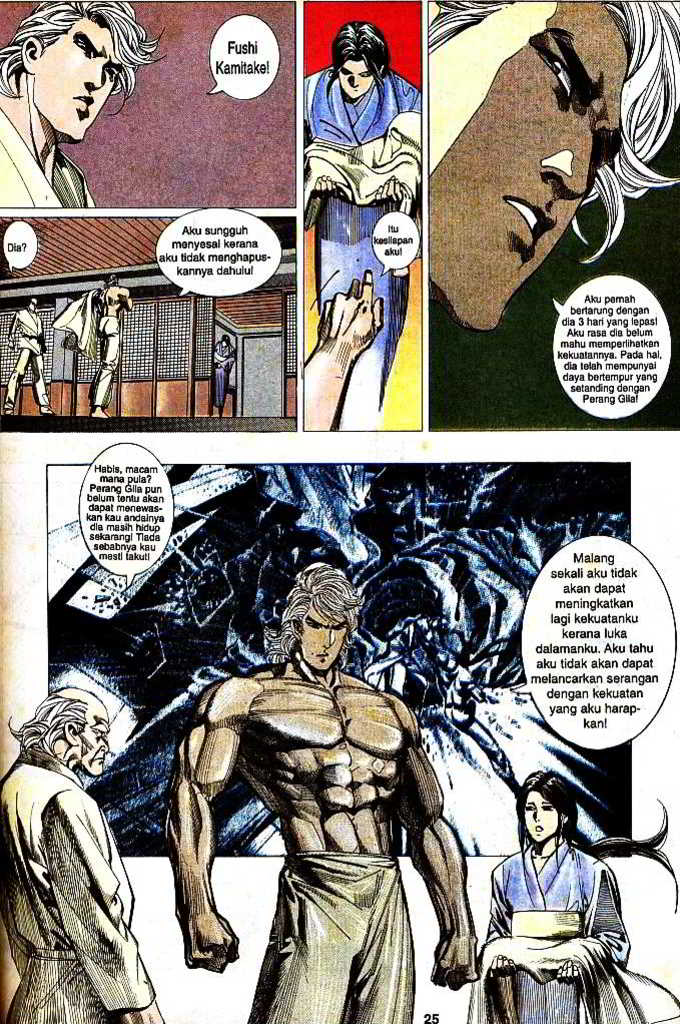 Fushi
Kamitake!
Dia?
Aku sungguh
menyesal kerana
aku tidak menghapus-
kannya dahulu!
Itu
kesilapan
aku!
Aku pernah
bertarung dengan
dia 3 hari yang lepas!
Aku rasa dia belum
mahu memperlihatkan
kekuatannya. Pada hal,
dia telah mempunyai
daya bertempur yang
setanding dengan
Perang Gila!
Habis, macam
mana pula?
Perang Gila pun
belum tentu akan
dapat menewas-
kan kau andainya
dia masih hidup
sekarang! Tiada
sebabnya kau
mesti takut!
Malang
sekali aku tidak
akan dapat
meningkatkan
lagi kekuatanku
kerana luka
dalamanku. Aku tahu
aku tidak akan dapat
melancarkan serangan
dengan kekuatan
yang aku harap-
kan!
25